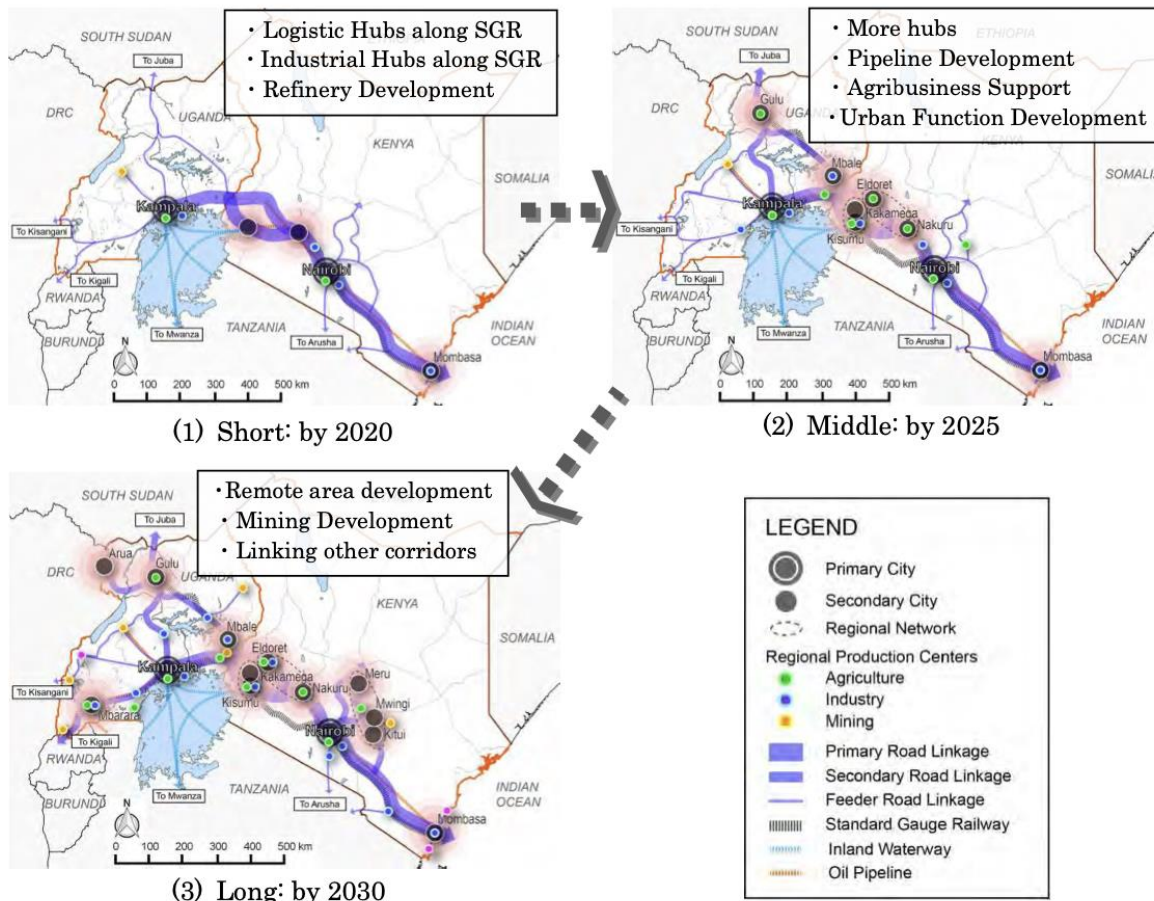 · Logistic Hubs along SGR
· Industrial Hubs along SGR
· Refinery Development
SOUTH SUDAN
To Juba
DRC
UGANDA
KENYA
SOMALIA
Kampala
To Kisangani
To Kigali
Nairobi
RWANDA
TANZANIA
INDIAN
OCEAN
BURUNDI
To Mwanza
To Arusha
Mombasa
N
0 100 200 300 400 500 km
(1) Short: by 2020
· More hubs
· Pipeline Development
· Agribusiness Support
· Urban Function Development
SOUTH SUDAN
ETHIOPIA
To Juba
DRC
Gulu
UGANDA
KENYA
Mbale
SOMALIA
Eldoret
Kampala
Kakamega
Nakuru
To Kisangani
Kisumu
To Kigali
Nairobi
RWANDA
TANZANIA
INDIAN
OCEAN
BURUNDI
To Mwanza
To Arusha
Mombasa
N
0 100 200 300 400 500 km
(2) Middle: by 2025
· Remote area development
· Mining Development
· Linking other corridors
SOUTH SUDAN
To Juba
Arua
DRC
Gulu
UGANDA
KENYA
Mbale
SOMALIA
Eldoret
Kampala
Kakamega
Meru
To Kisangani
Kisumu
Nakuru
Mwingi
Mbarara
Nairobi
Kitui
To Kigali
RWANDA
TANZANIA
INDIAN
OCEAN
BURUNDI
To Mwanza
To Arusha
Mombasa
N
0 100 200 300 400 500 km
(3) Long: by 2030
LEGEND
Primary City
Secondary City
Regional Network
Regional Production Centers
Agriculture
Industry
Mining
Primary Road Linkage
Secondary Road Linkage
Feeder Road Linkage
Standard Gauge Railway
Inland Waterway
Oil Pipeline